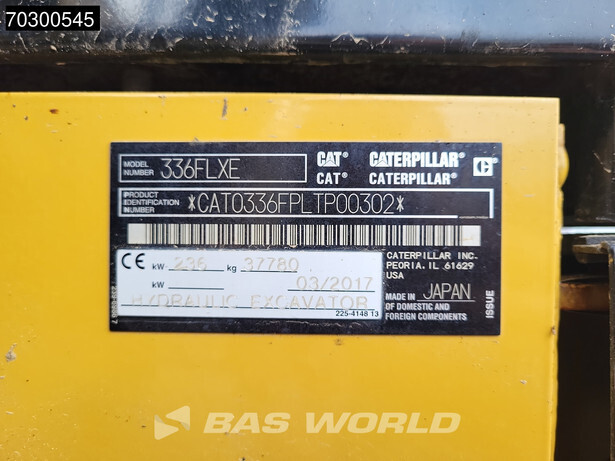 70300545
MODEL NUMBER 336FLXE CAT® CATERPILLAR® C
CAT® CATERPILLAR®
PRODUCT IDENTIFICATION NUMBER *CAT0336FPLTP00302*
CE kW 236 kg 37780
kW 03/2017
HYDRAULIC EXCAVATOR
CATERPILLAR INC.
PEORIA, IL 61629
USA
MADE IN JAPAN
OF DOMESTIC AND
FOREIGN COMPONENTS
ISSUE
225-4148 13
BAS WORLD